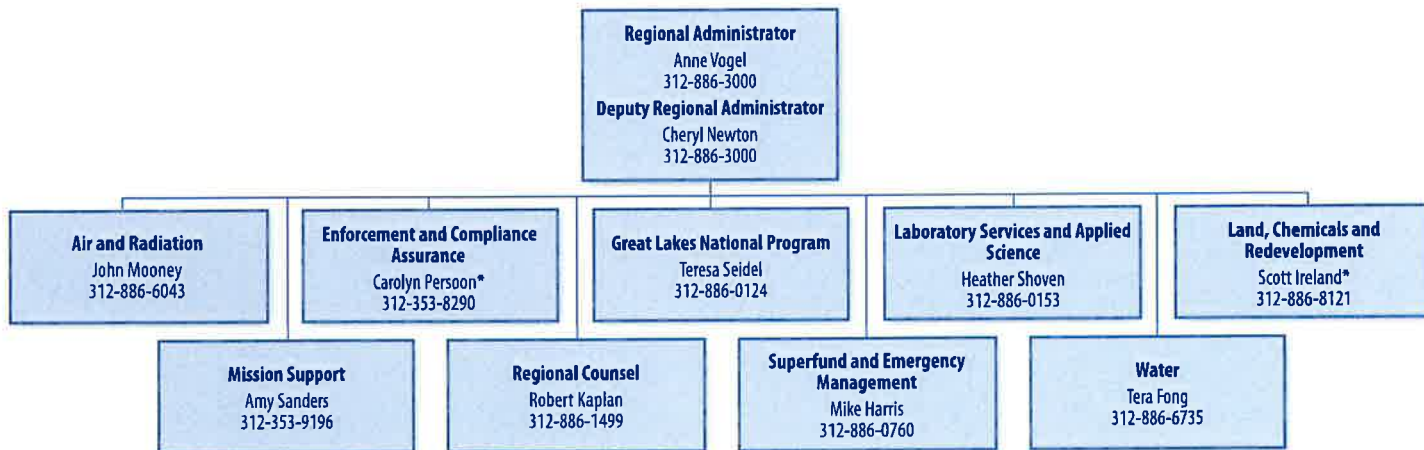 Regional Administrator
Anne Vogel
312-886-3000
Deputy Regional Administrator
Cheryl Newton
312-886-3000
Air and Radiation
John Mooney
312-886-6043
Enforcement and Compliance
Assurance
Carolyn Persoon*
312-353-8290
Great Lakes National Program
Teresa Seidel
312-886-0124
Laboratory Services and Applied
Science
Heather Shoven
312-886-0153
Land, Chemicals and
Redevelopment
Scott Ireland*
312-886-8121
Mission Support
Amy Sanders
312-353-9196
Regional Counsel
Robert Kaplan
312-886-1499
Superfund and Emergency
Management
Mike Harris
312-886-0760
Water
Tera Fong
312-886-6735